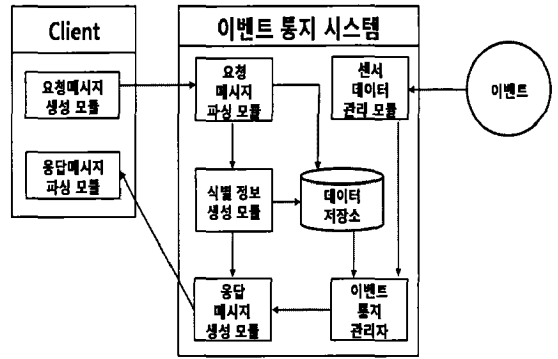 Client
이벤트 통지 시스템
요청메시지
생성 모듈
요청
메시지
파싱 모듈
센서
데이터
관리 모듈
이벤트
응답메시지
파싱 모듈
식별 정보
생성 모듈
데이터
저장소
응답
메시지
생성 모듈
이벤트
통지
관리자